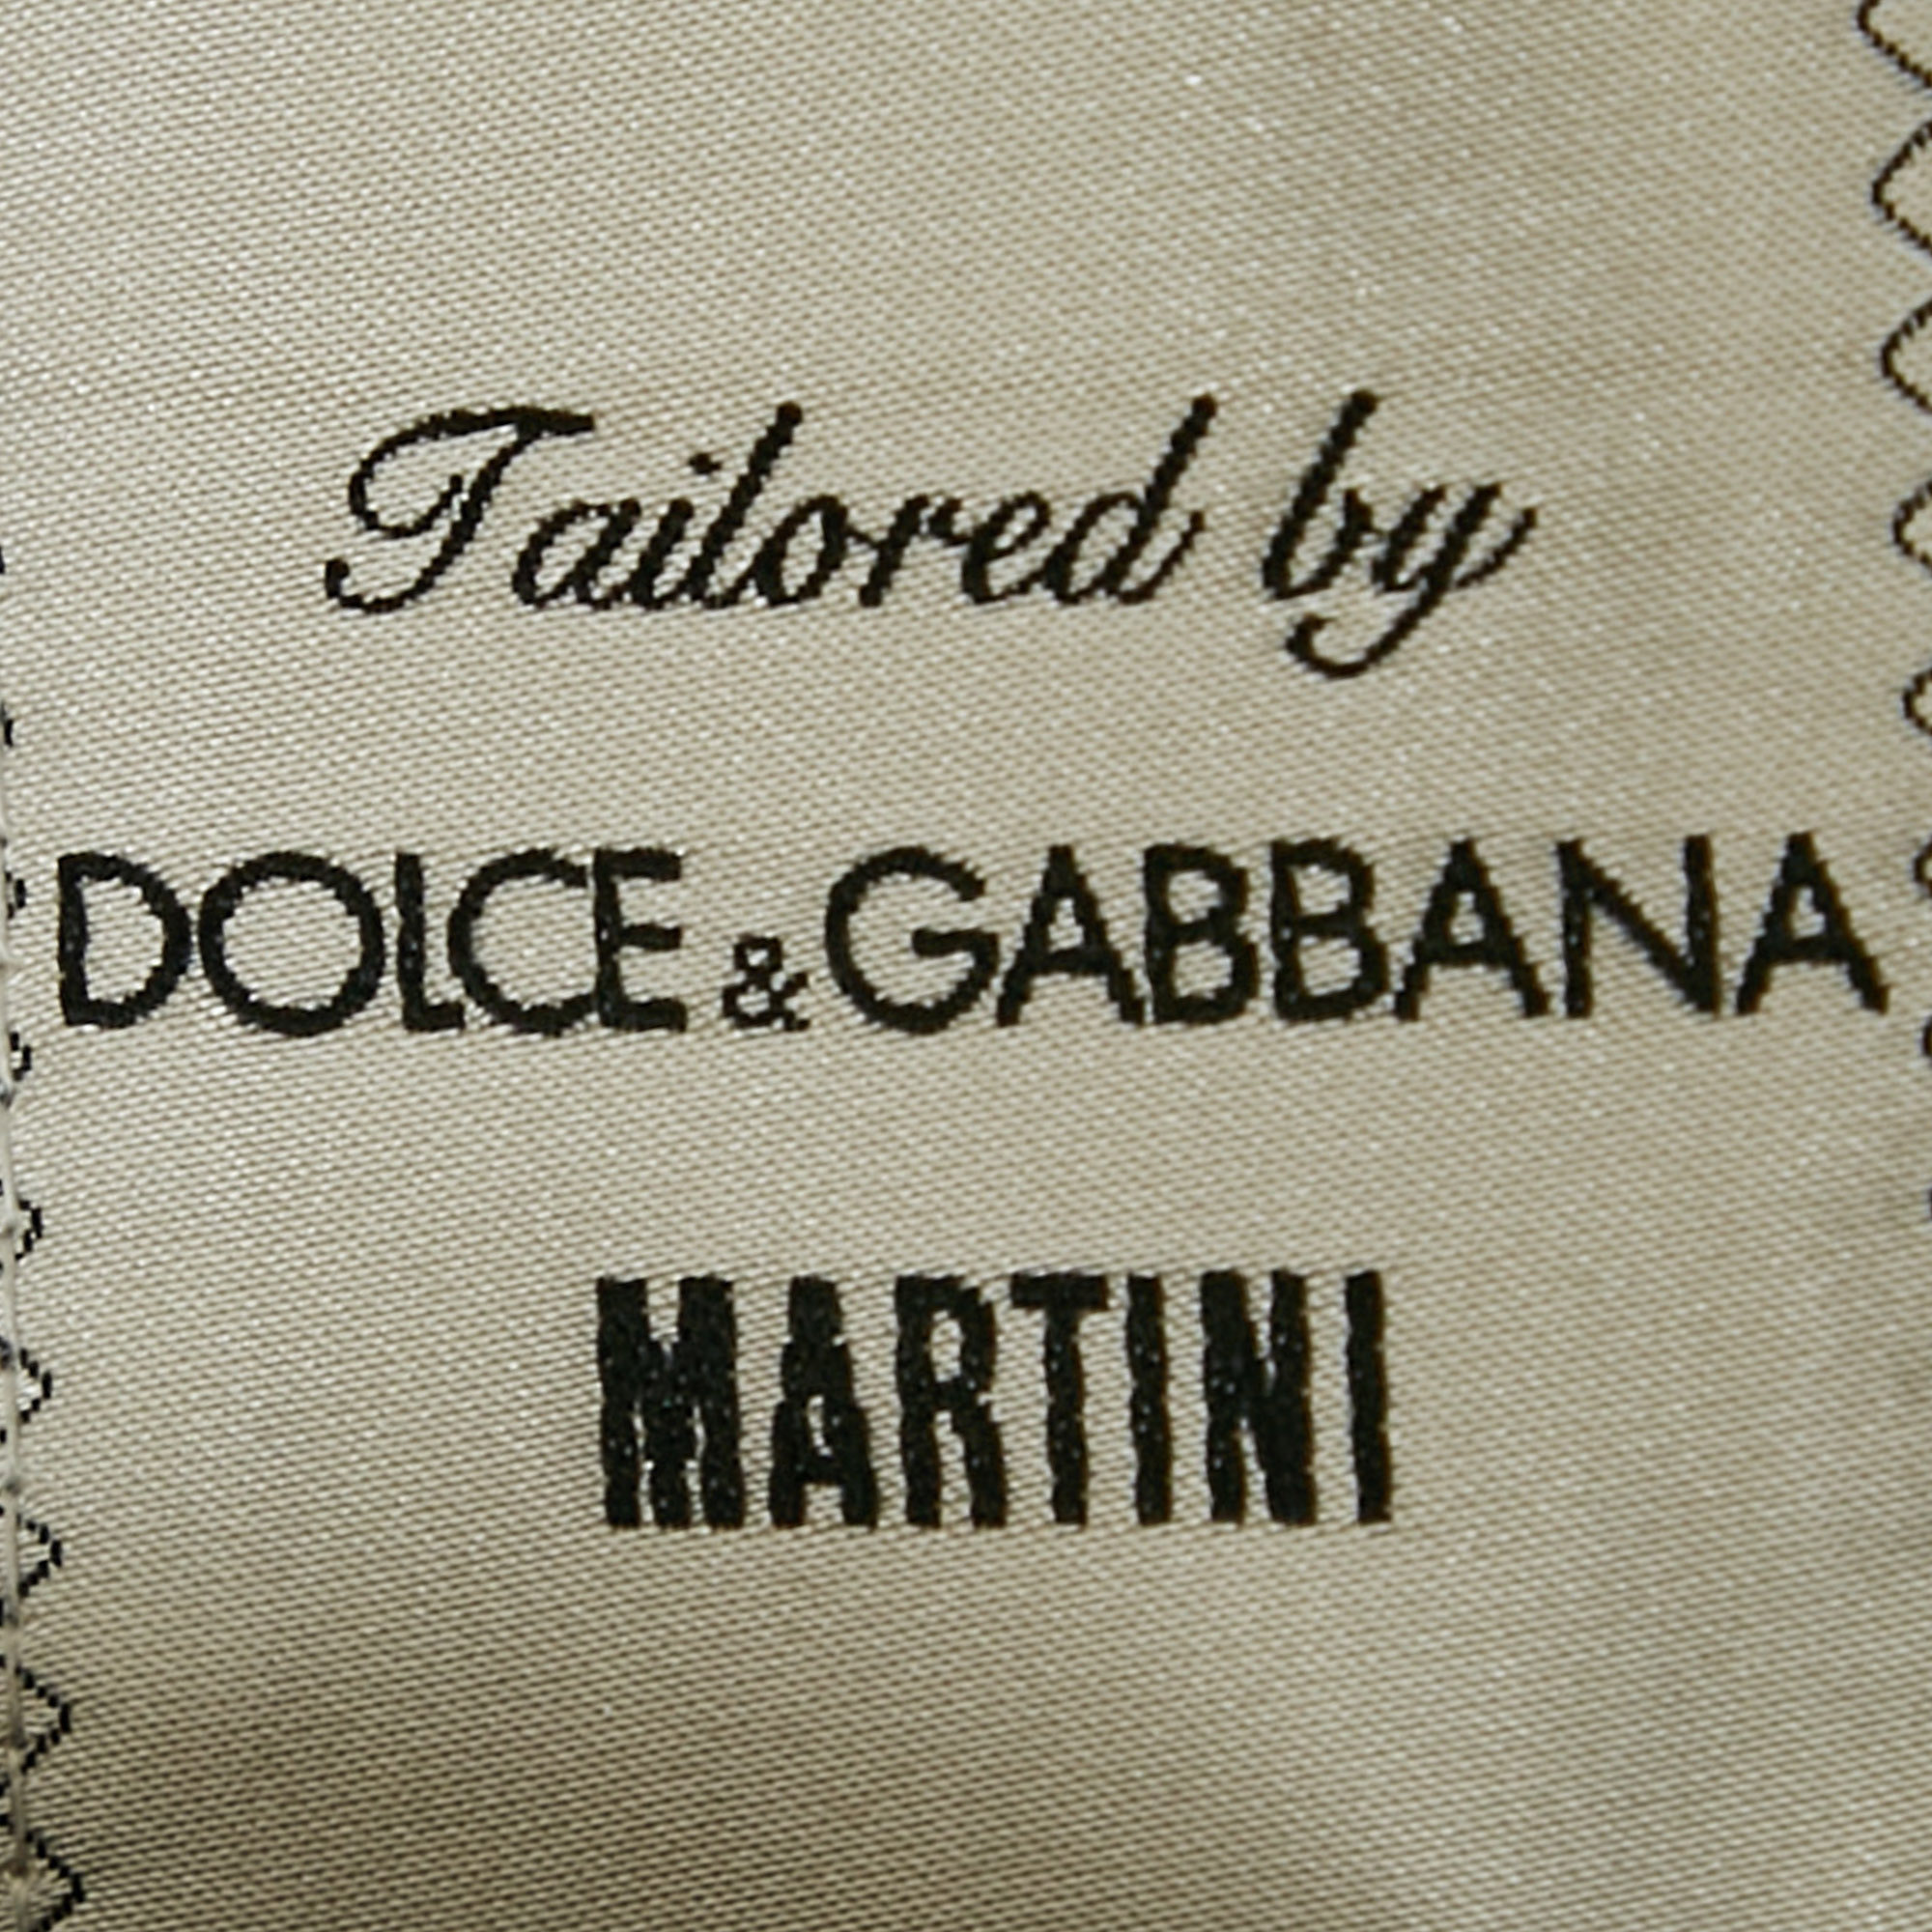 Tailored by
DOLCE & GABBANA
MARTINI